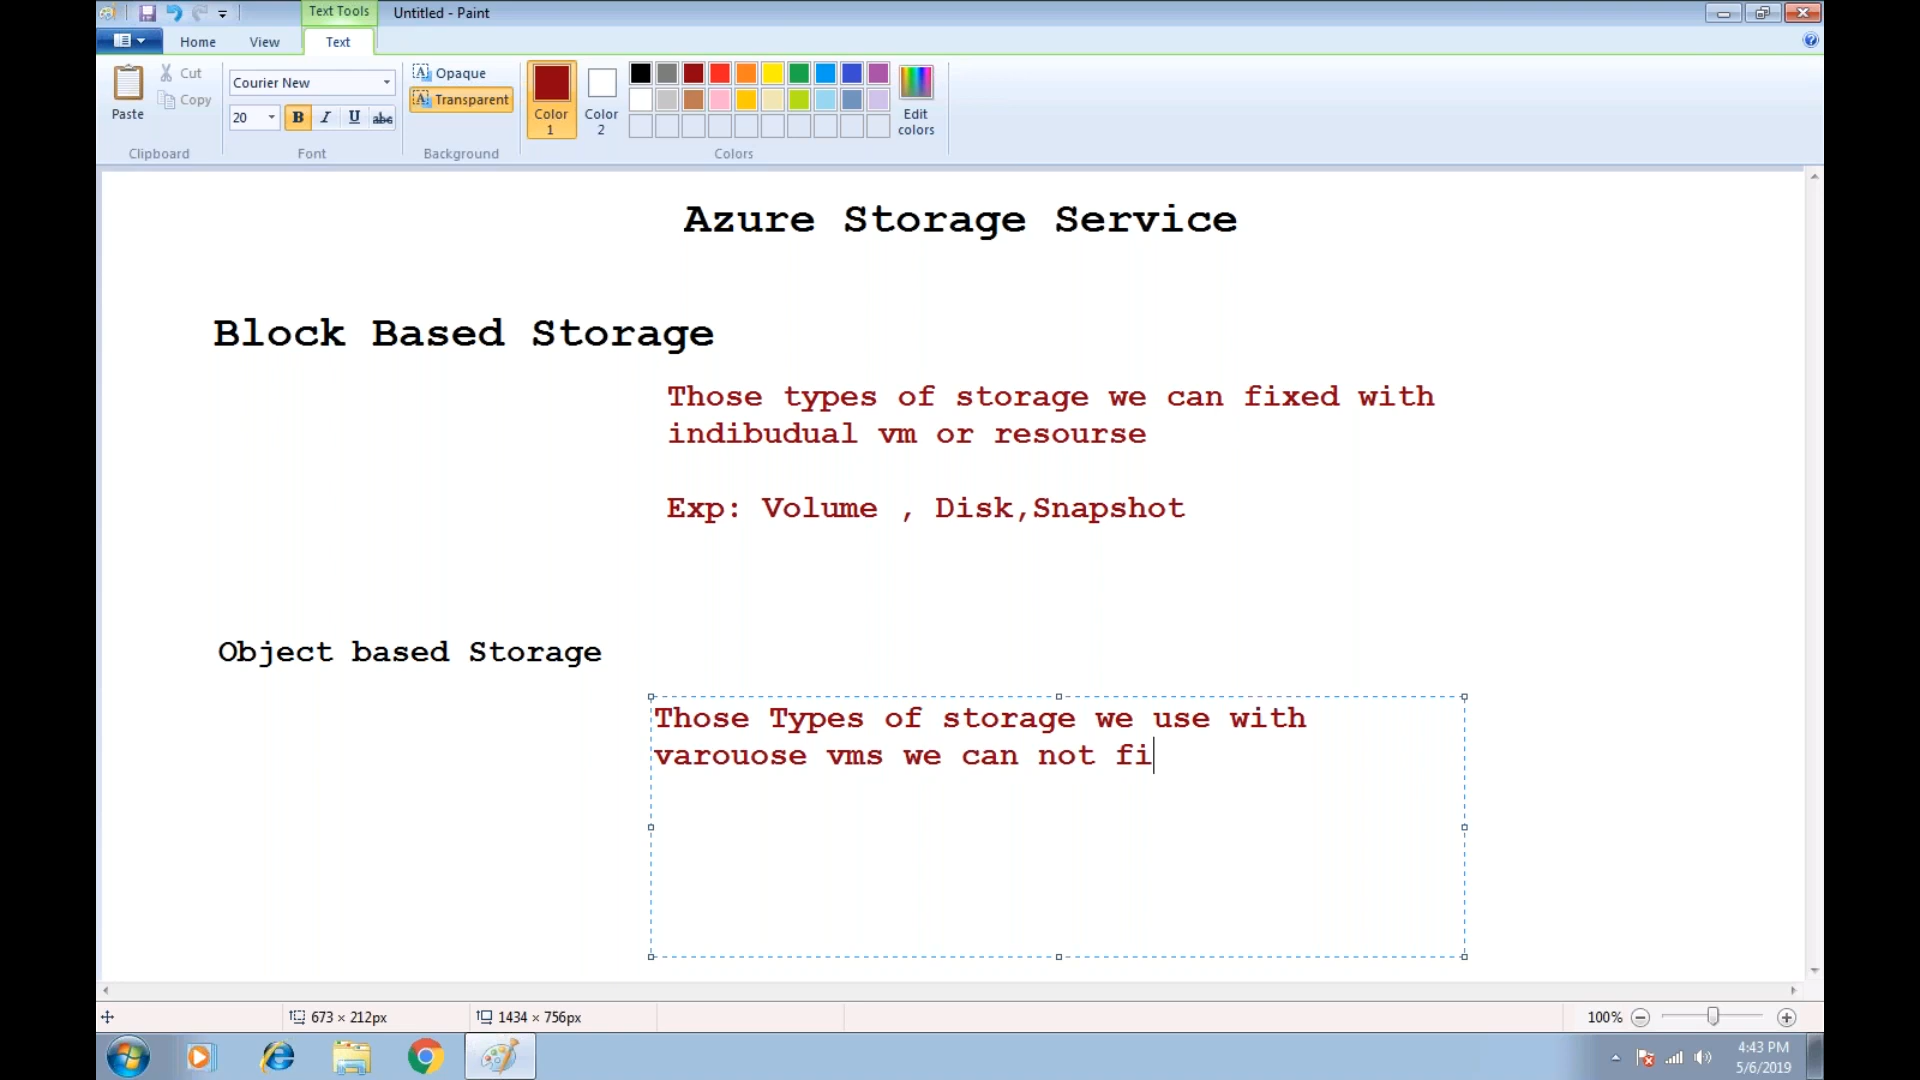 Text Tools
Untitled - Paint
Home
View
Text
Paste
Cut
Copy
Clipboard
Courier New
20
B I U abc
Font
Opaque
Transparent
Background
Color 1
Color 2
Edit colors
Colors
Azure Storage Service
Block Based Storage
Those types of storage we can fixed with
indibudual vm or resourse
Exp: Volume , Disk,Snapshot
Object based Storage
Those Types of storage we use with
varouose vms we can not fi
673 × 212px
1434 × 756px
100%
4:43 PM
5/6/2019